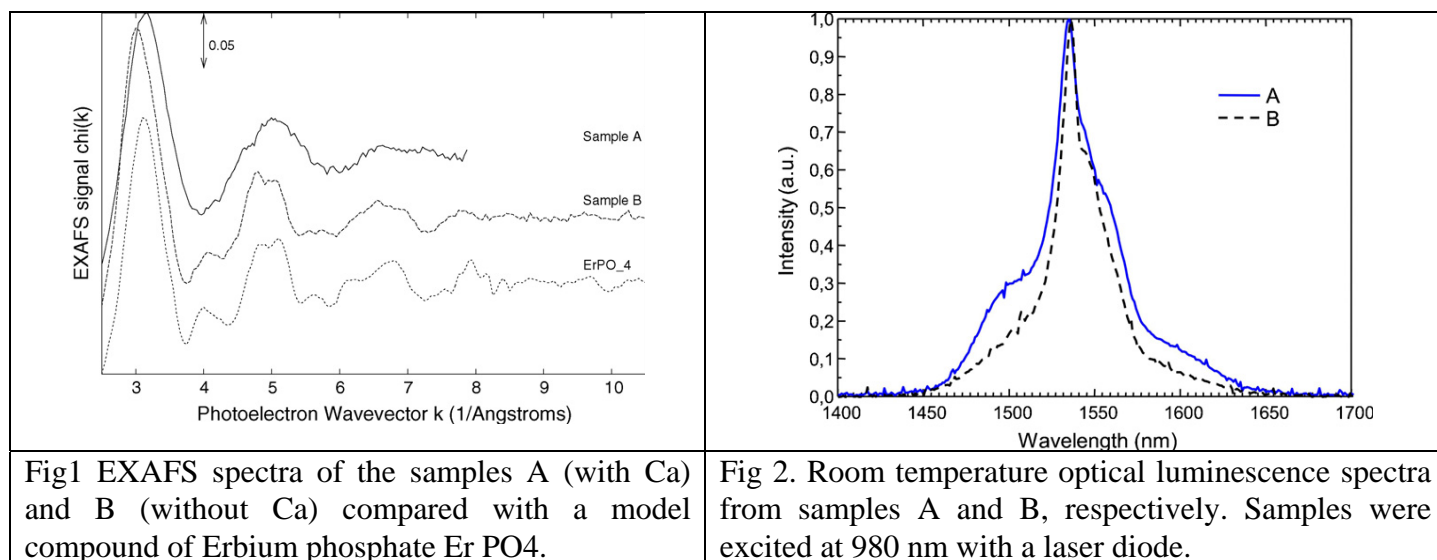 0.05
EXAFS signal chi(k)
Sample A
Sample B
ErPO_4
3 4 5 6 7 8 9 10
Photoelectron Wavevector k (1/Angstroms)
1,0
0,9
0,8
0,7
0,6
0,5
0,4
0,3
0,2
0,1
0,0
Intensity (a.u.)
A
B
1400 1450 1500 1550 1600 1650 1700
Wavelength (nm)
Fig1 EXAFS spectra of the samples A (with Ca)
and B (without Ca) compared with a model
compound of Erbium phosphate Er PO4.
Fig 2. Room temperature optical luminescence spectra
from samples A and B, respectively. Samples were
excited at 980 nm with a laser diode.